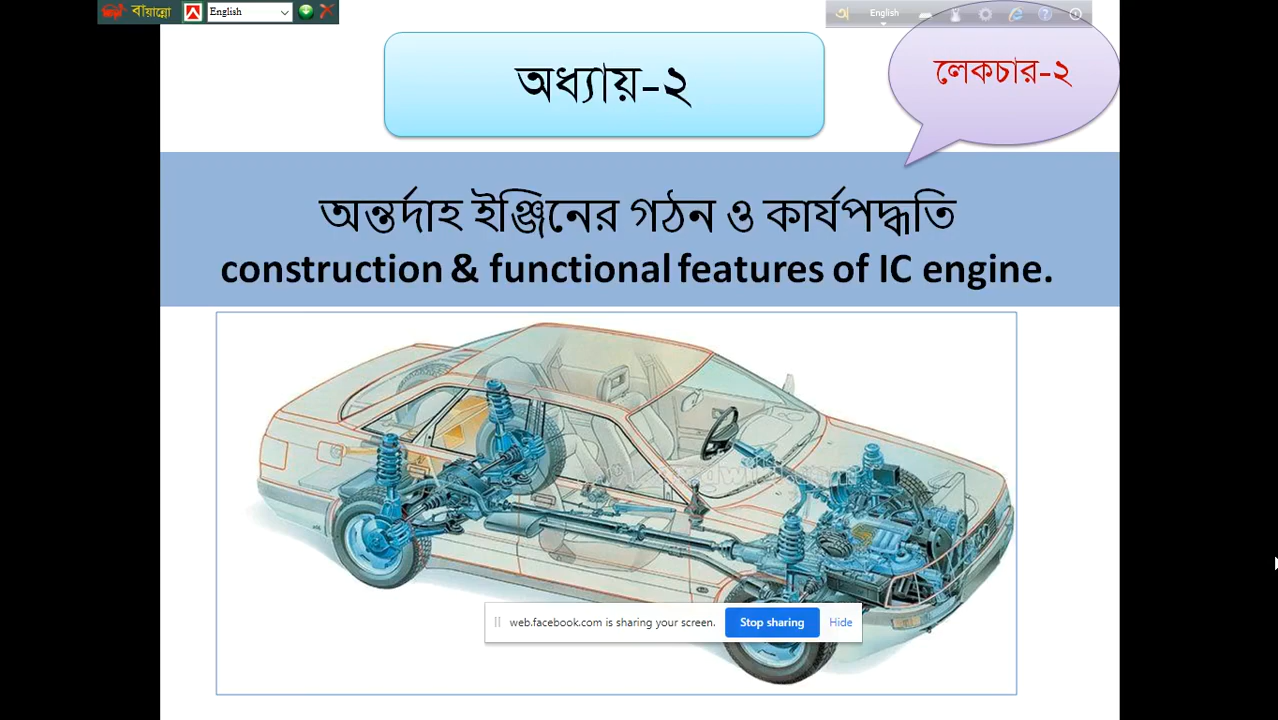 বায়ান্নো
English
এ
English
অধ্যায়-২
লেকচার-২
অন্তর্দাহ ইঞ্জিনের গঠন ও কার্যপদ্ধতি
construction & functional features of IC engine.
web.facebook.com is sharing your screen.
Stop sharing
Hide